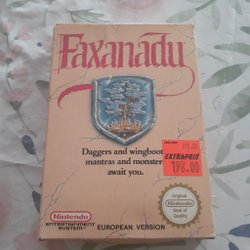 Faxanadu
Daggers and wingboots
mantras and monsters
await you.
EXTRAPRIS
198.00
Nintendo
ENTERTAINMENT
SYSTEM
EUROPEAN VERSION
Original
Nintendo
Seal of
Quality